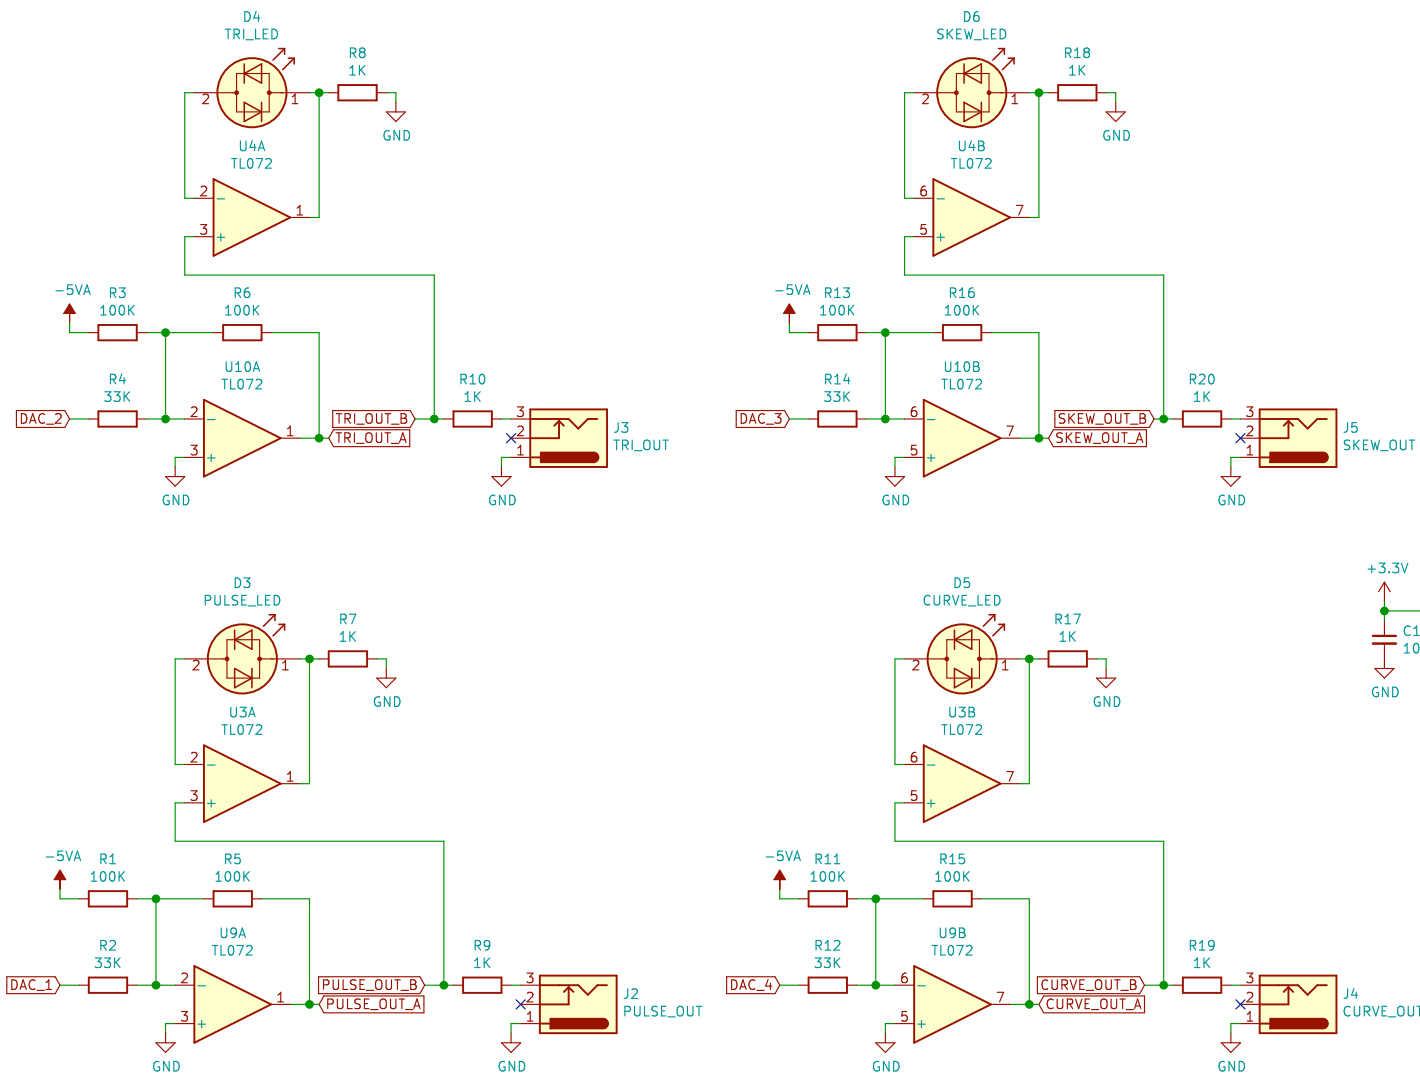 D4
TRI_LED
R8
1K
2
1
GND
U4A
TL072
2
1
3
-5VA
R3
100K
R6
100K
U10A
TL072
R4
33K
DAC_2
2
1
3
GND
TRI_OUT_B
TRI_OUT_A
R10
1K
3
2
1
J3
TRI_OUT
GND
D6
SKEW_LED
R18
1K
2
1
GND
U4B
TL072
6
7
5
-5VA
R13
100K
R16
100K
U10B
TL072
R14
33K
DAC_3
6
7
5
GND
SKEW_OUT_B
SKEW_OUT_A
R20
1K
3
2
1
J5
SKEW_OUT
GND
D3
PULSE_LED
R7
1K
2
1
GND
U3A
TL072
2
1
3
-5VA
R1
100K
R5
100K
U9A
TL072
R2
33K
DAC_1
2
1
3
GND
PULSE_OUT_B
PULSE_OUT_A
R9
1K
3
2
1
J2
PULSE_OUT
GND
D5
CURVE_LED
R17
1K
2
1
GND
U3B
TL072
6
7
5
-5VA
R11
100K
R15
100K
U9B
TL072
R12
33K
DAC_4
6
7
5
GND
CURVE_OUT_B
CURVE_OUT_A
R19
1K
3
2
1
J4
CURVE_OUT
GND
+3.3V
C1
10
GND